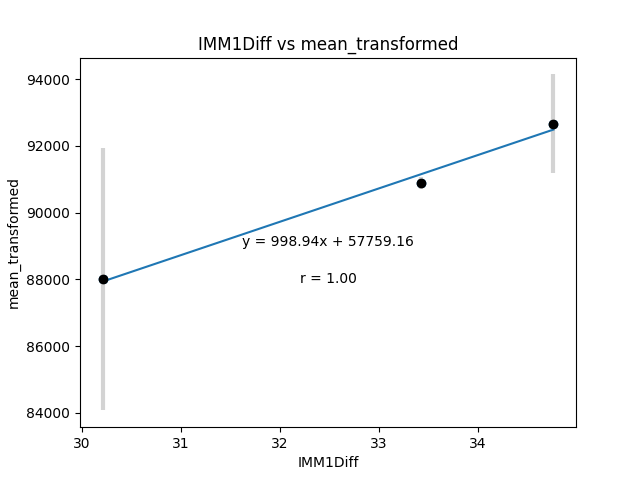 IMM1Diff vs mean_transformed
mean_transformed
94000
92000
90000
88000
86000
84000
y = 998.94x + 57759.16
r = 1.00
30
31
32
33
34
IMM1Diff